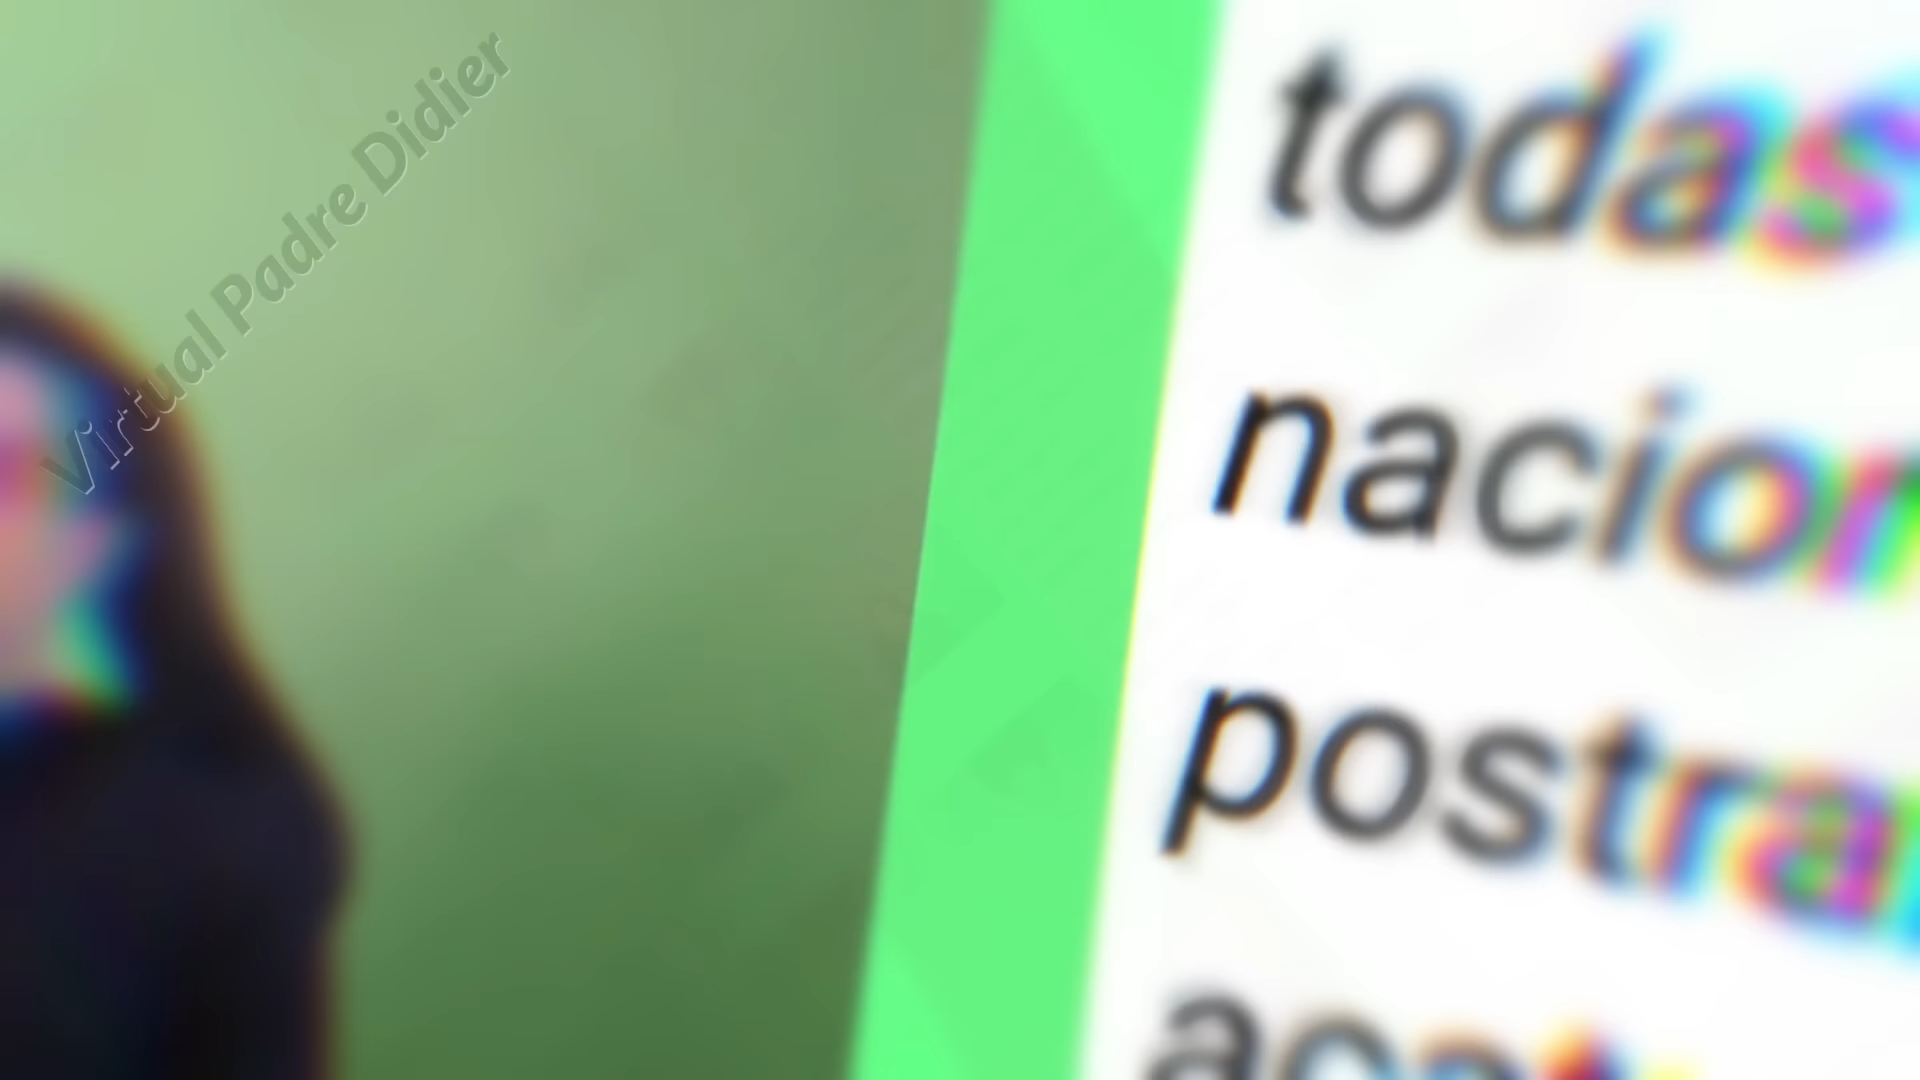 Virtual Padre Didier
todas
nacion
postra